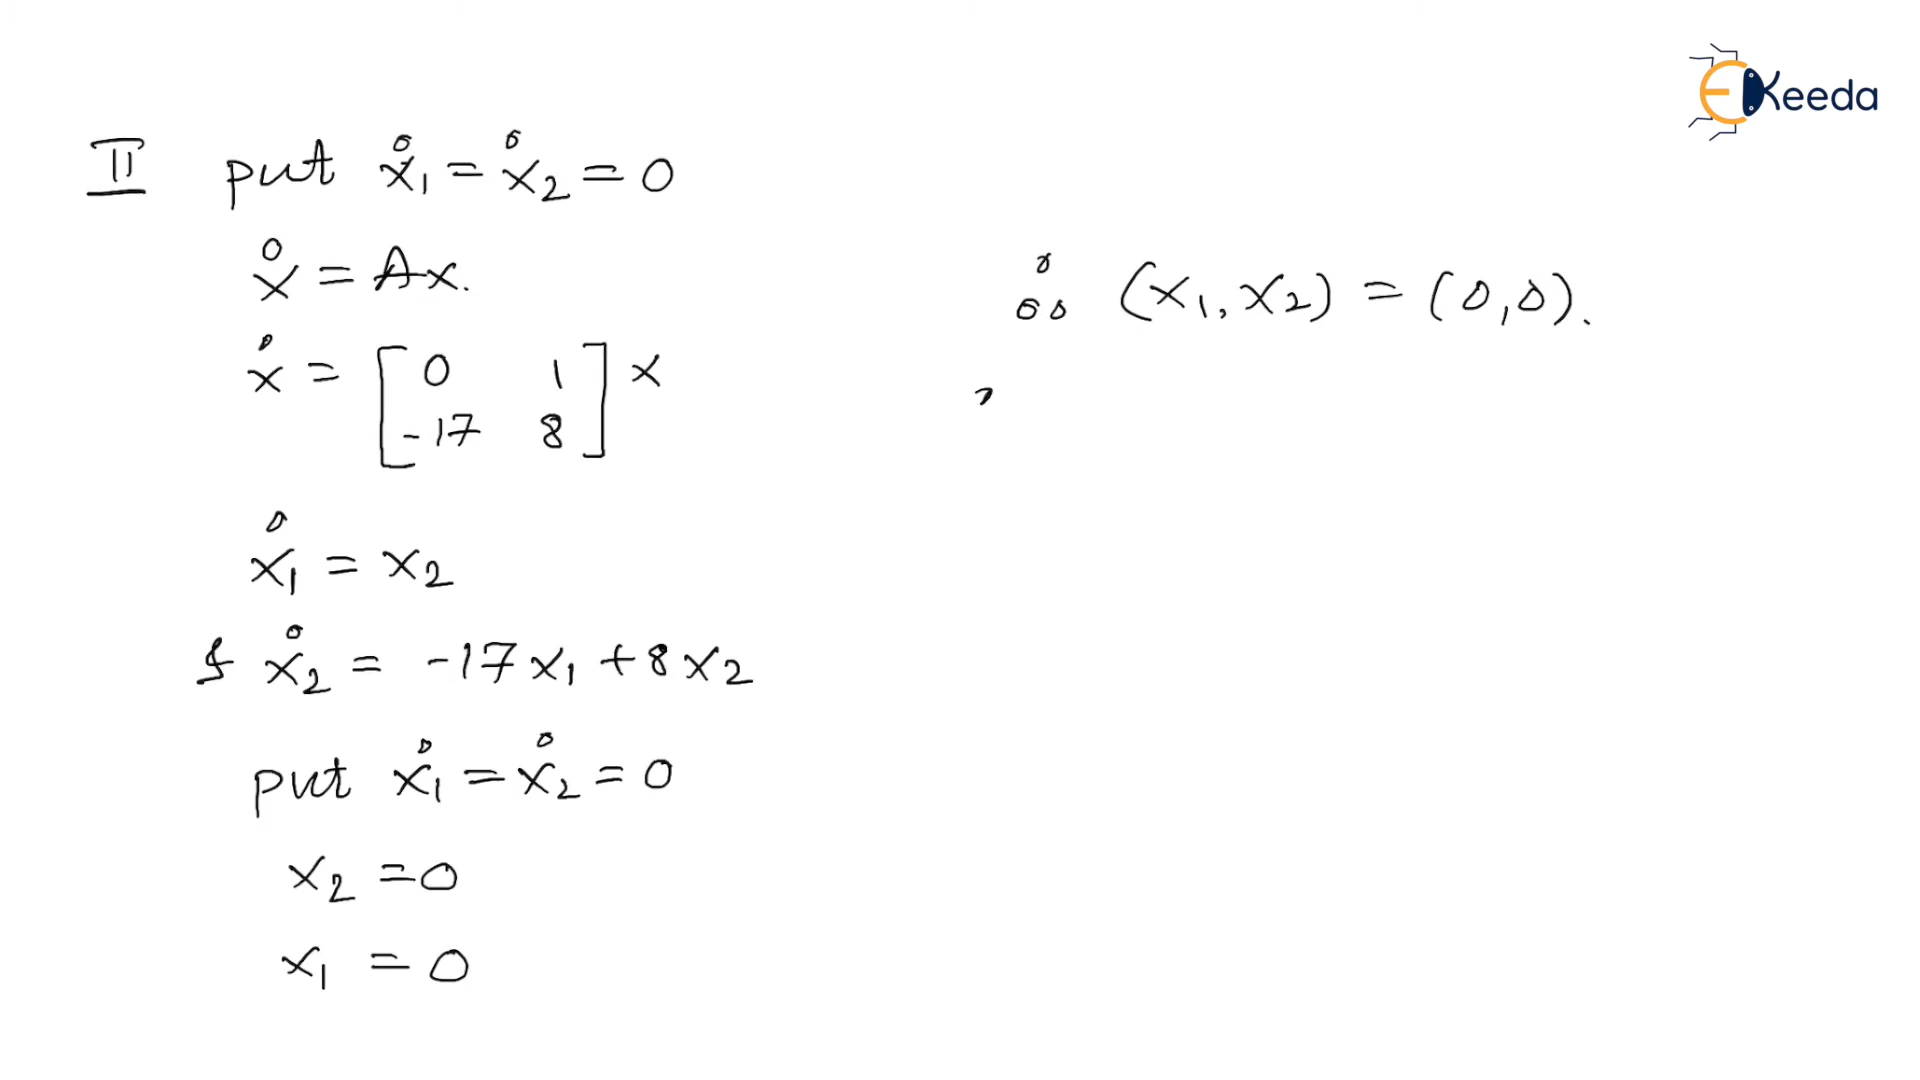 EKeeda
II put ẋ₁ = ẋ₂ = 0
ẋ = Ax.
ẋ = [ 0 1
-17 8 ] x
ẋ₁ = x₂
& ẋ₂ = -17x₁ + 8x₂
put ẋ₁ = ẋ₂ = 0
x₂ = 0
x₁ = 0
∴ (x₁, x₂) = (0,0).